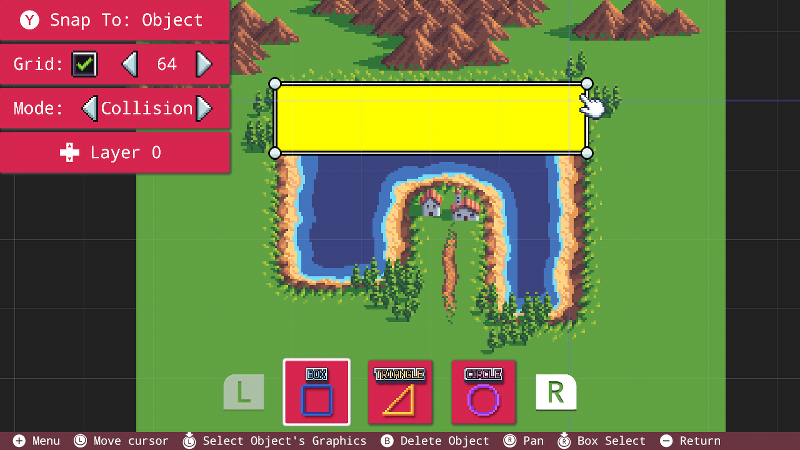 Y Snap To: Object
Grid: 64
Mode: Collision
Layer 0
L BOX TRIANGLE CIRCLE R
Menu L Move cursor L Select Object's Graphics B Delete Object R Pan R Box Select Return